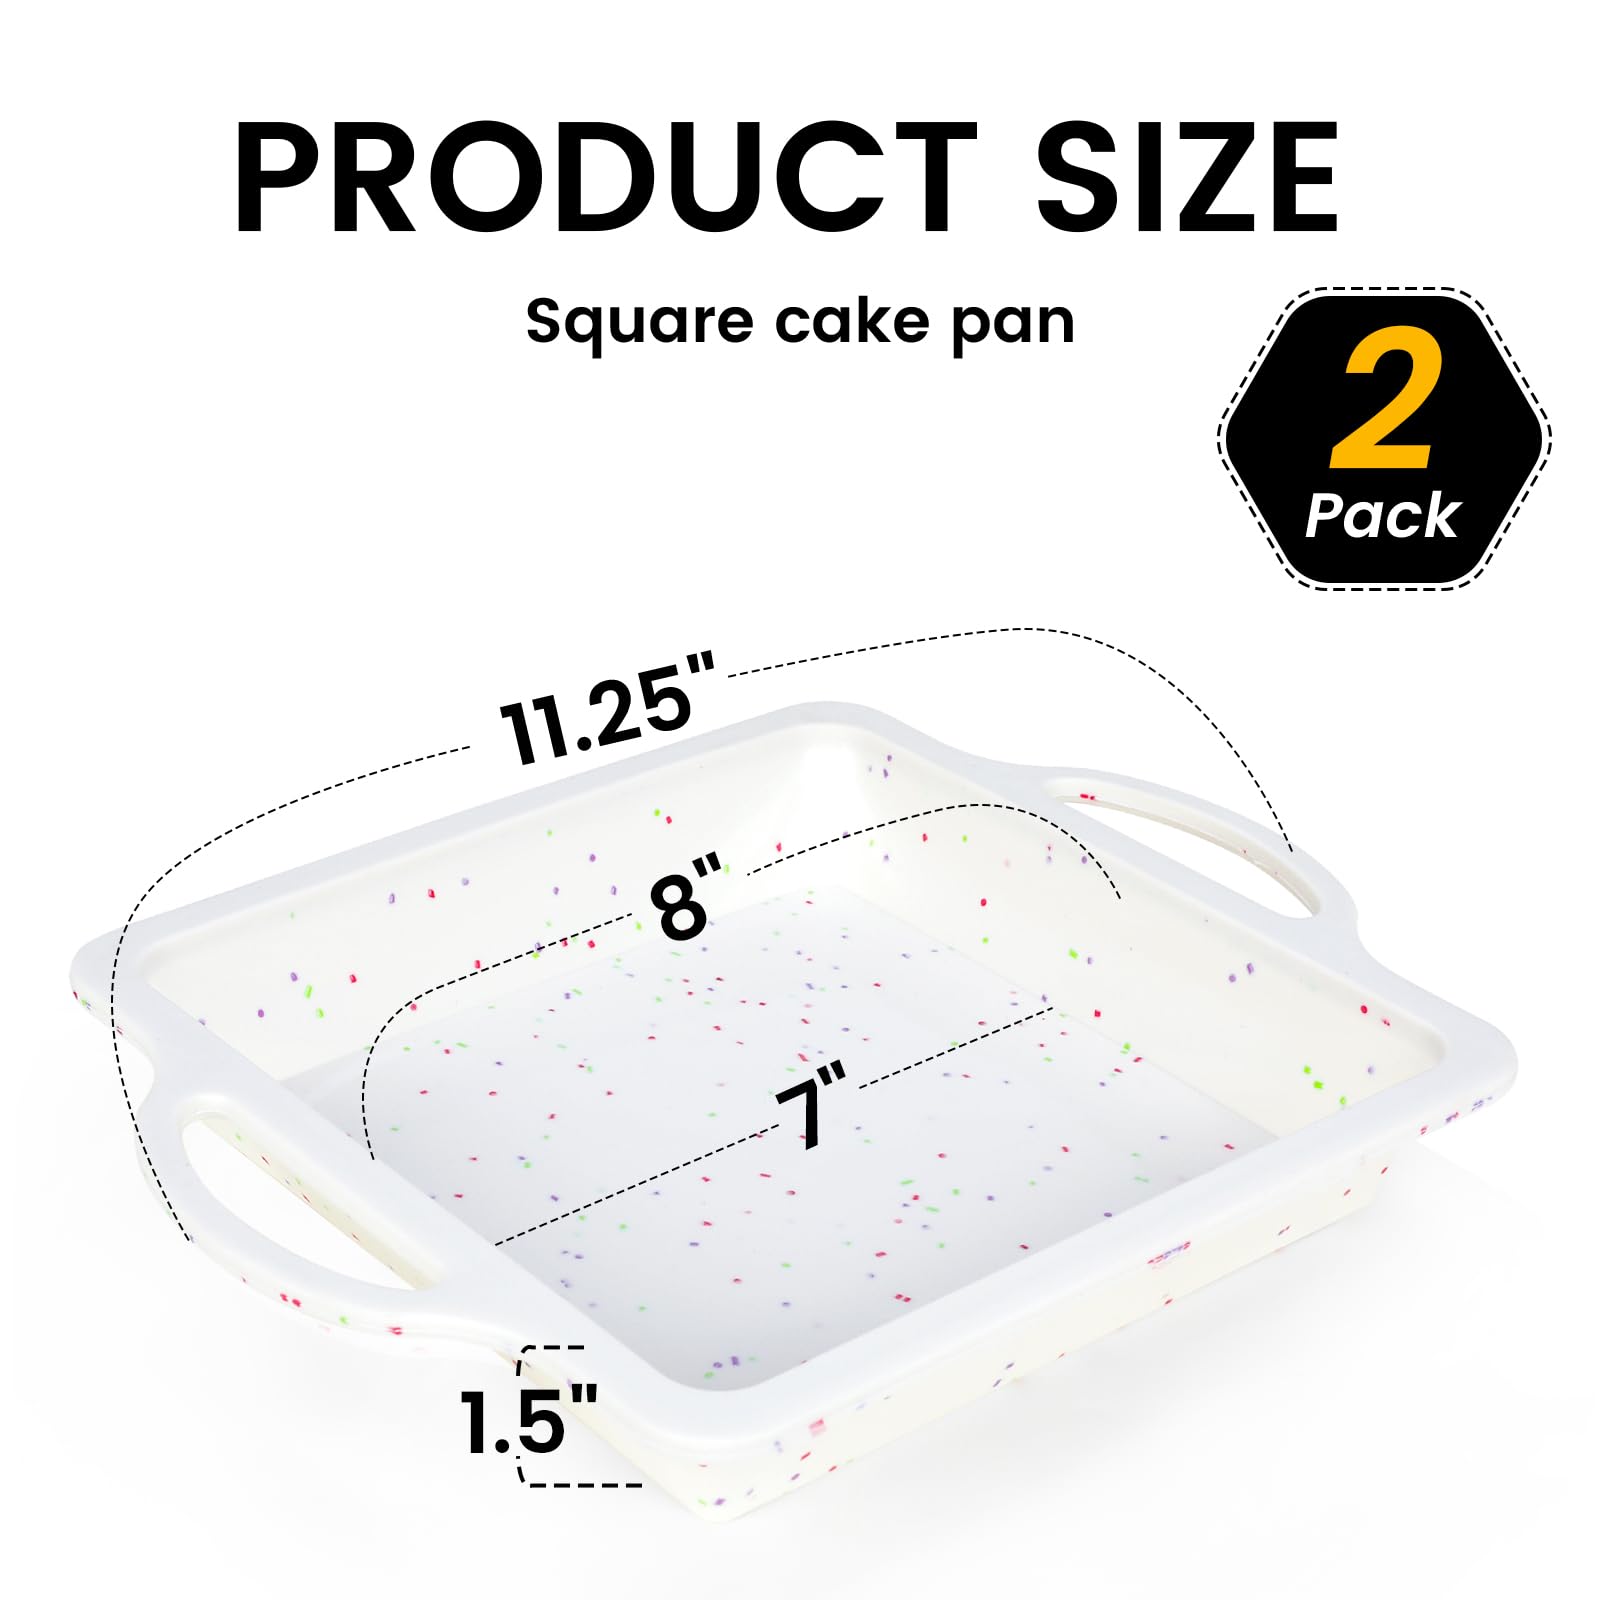 PRODUCT SIZE
Square cake pan
2
Pack
11.25"
8"
7"
1.5"